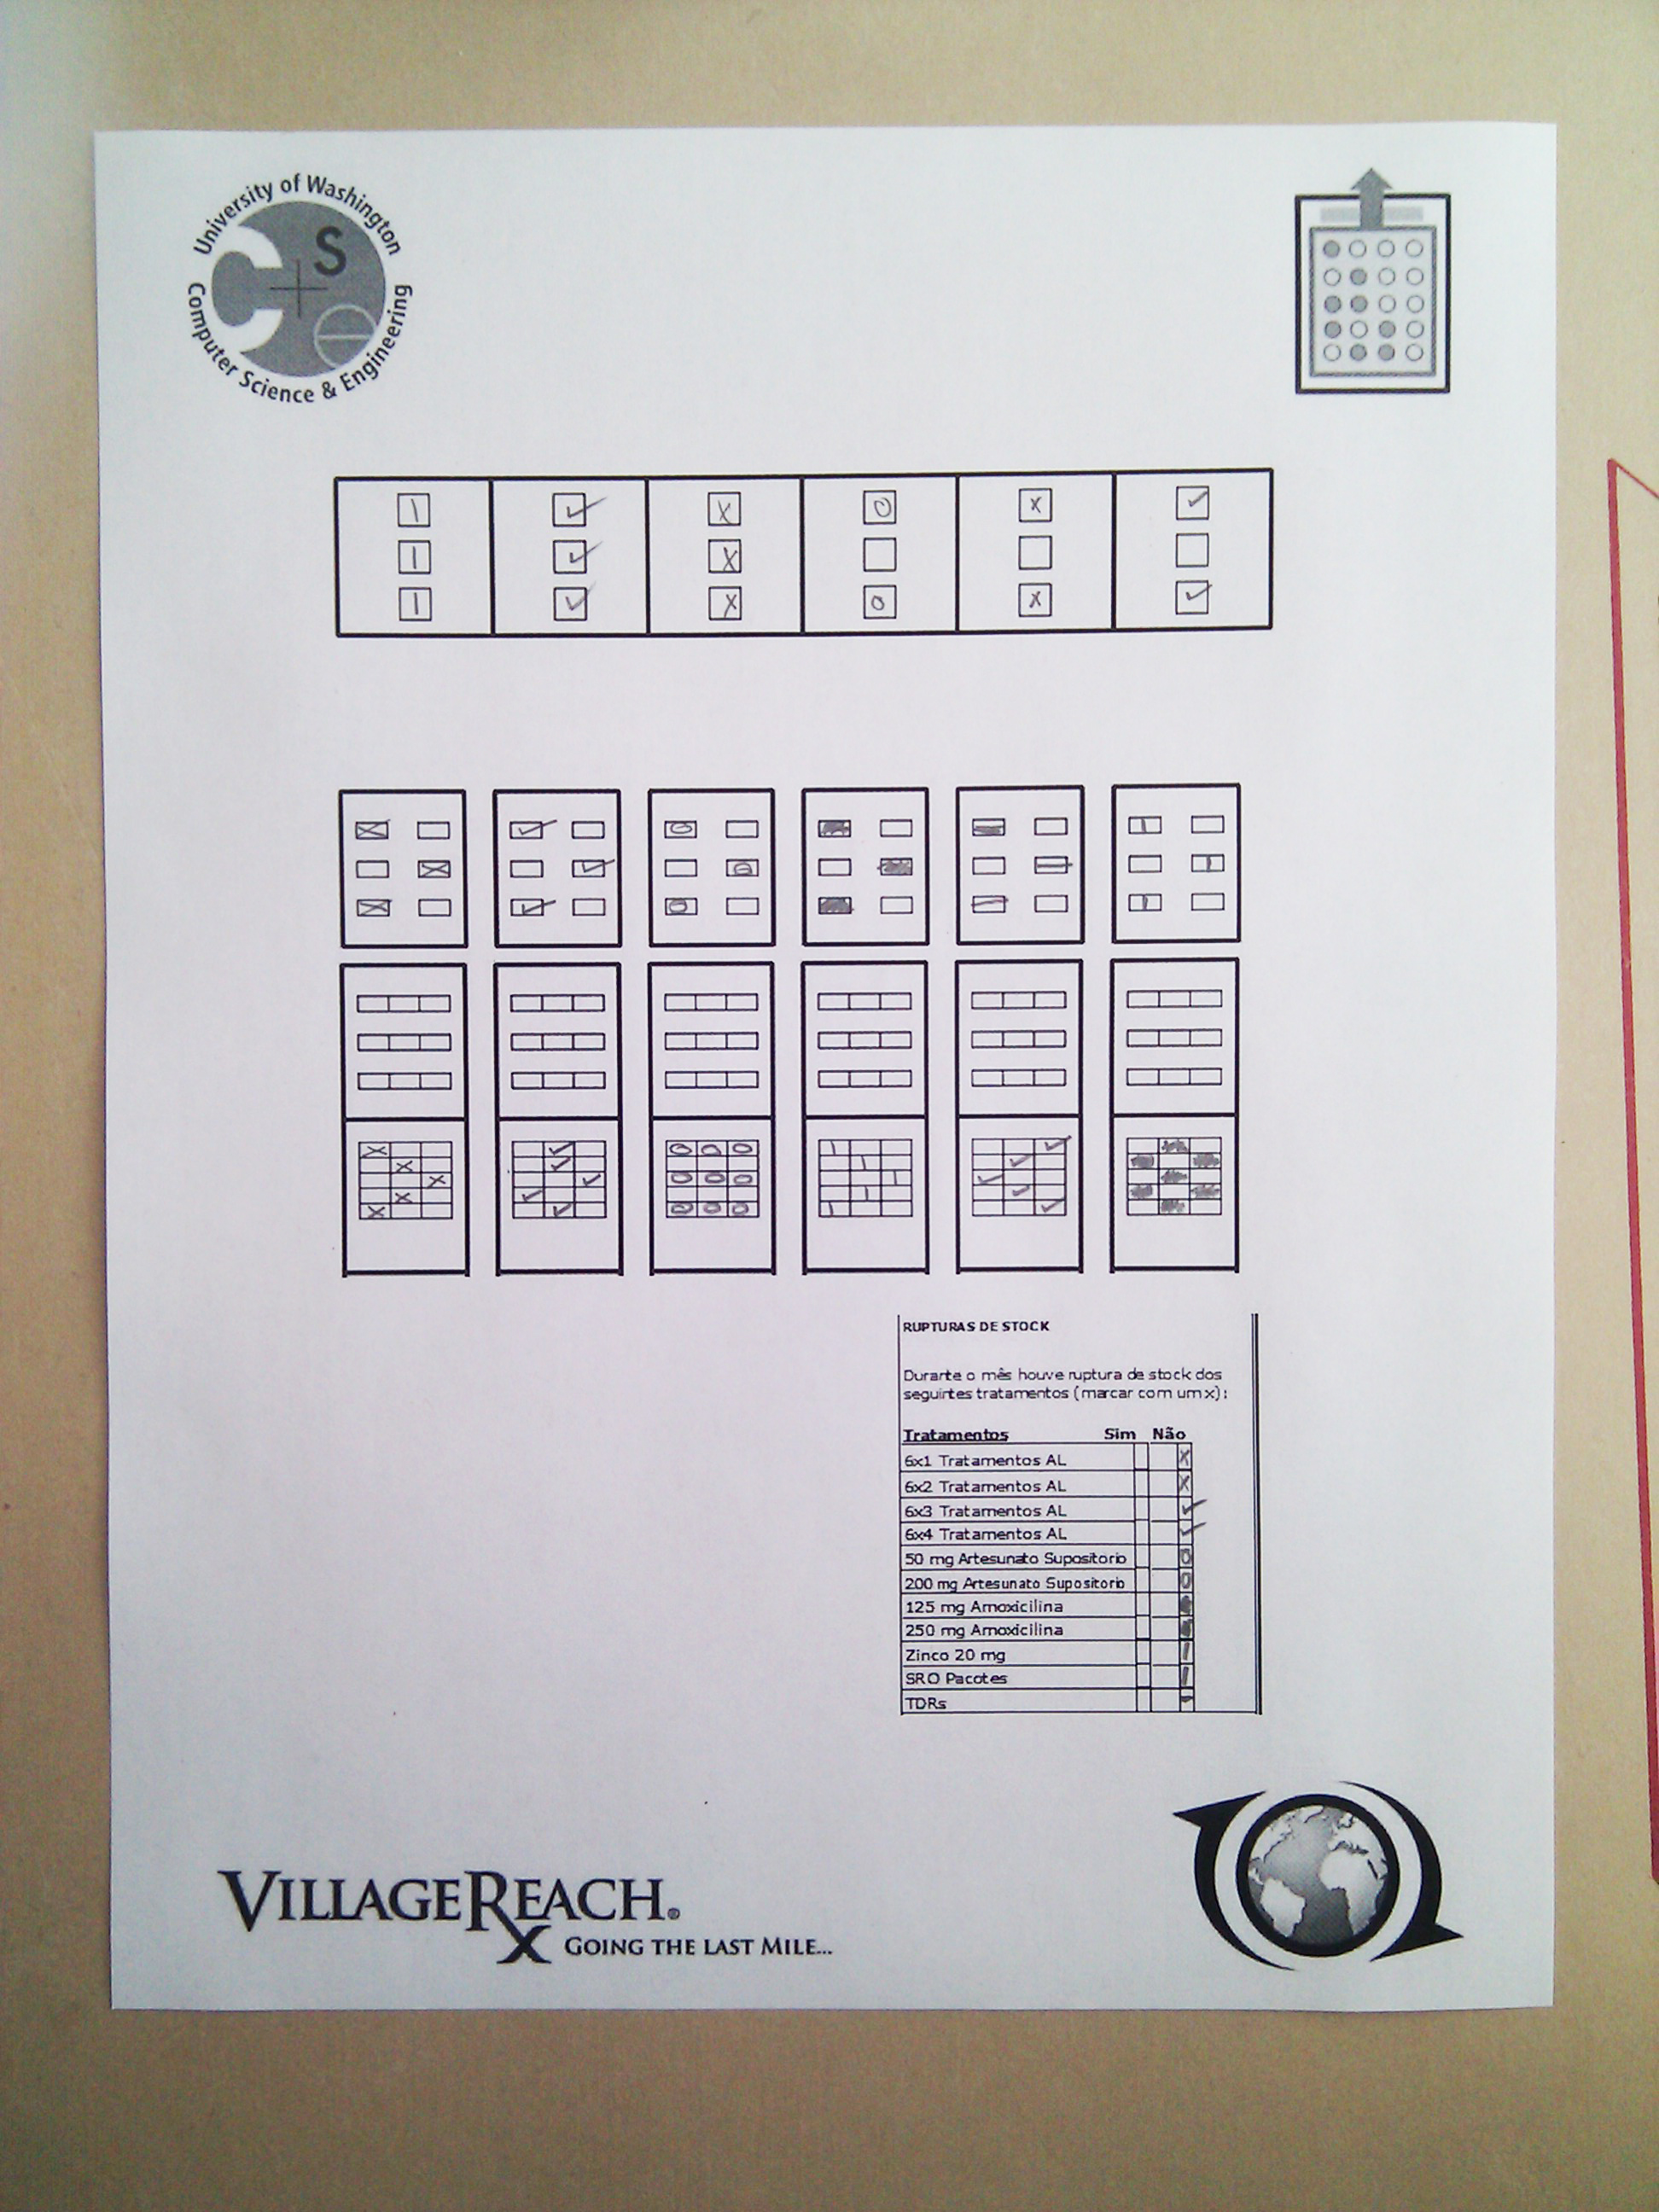 University of Washington
C + S e
Computer Science & Engineering
RUPTURAS DE STOCK
Durarte o mês houve ruptura de stock dos
seguirtes tratamentos (marcar com um x):
Tratamentos Sim Não
6x1 Tratamentos AL X
6x2 Tratamentos AL X
6x3 Tratamentos AL ✓
6x4 Tratamentos AL ✓
50 mg Artesunato Supositorio O
200 mg Artesunato Supositorio O
125 mg Amoxicilina
250 mg Amoxicilina
Zinco 20 mg
SRO Pacotes
TDRs
VILLAGEREACH®
GOING THE LAST MILE...